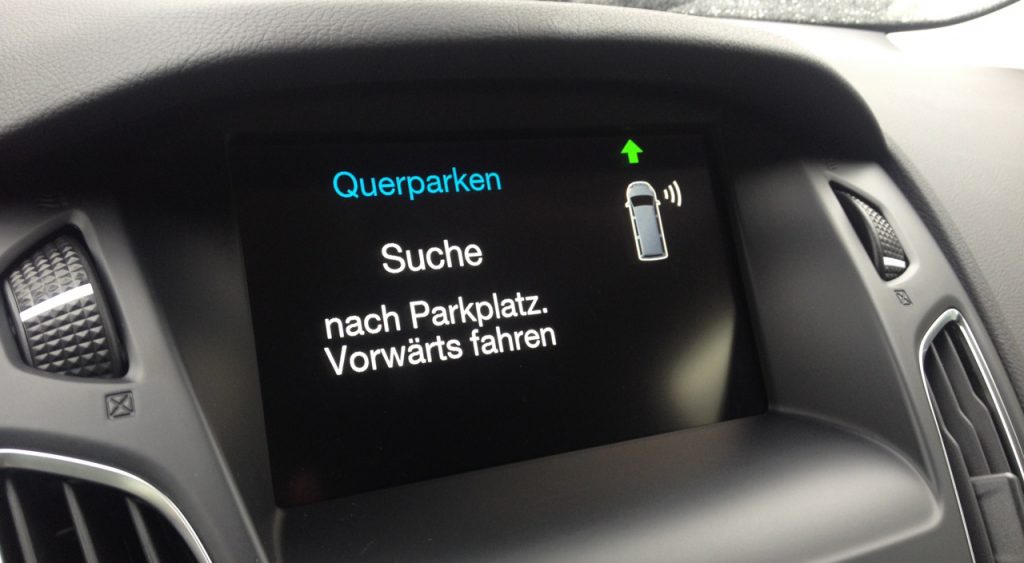 Querparken
Suche
nach Parkplatz.
Vorwärts fahren